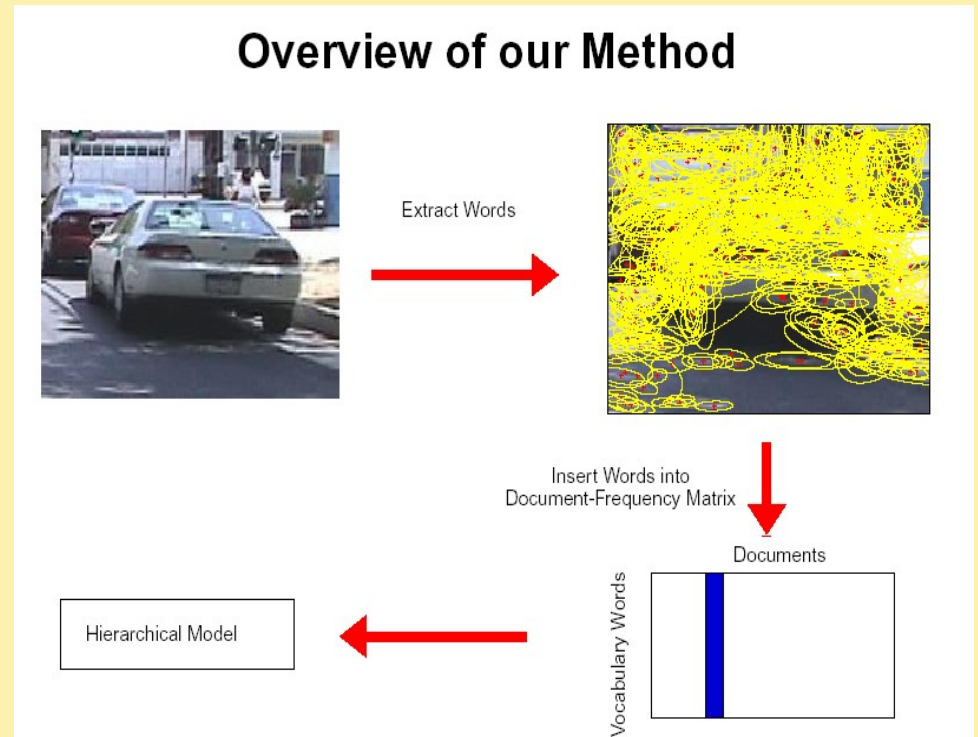 Overview of our Method
Extract Words
Insert Words into
Document-Frequency Matrix
Documents
Vocabulary Words
Hierarchical Model